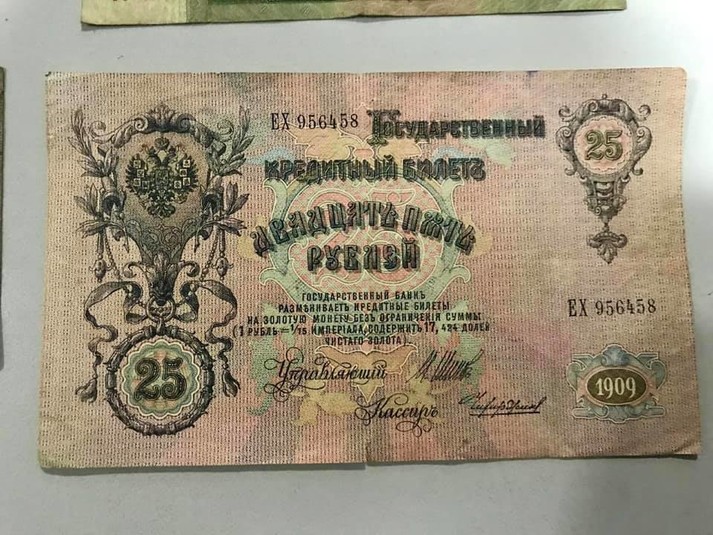 ЕХ 956458 Государственный
25
кредитный билетъ
двадцать пять
рублей
Государственный банкъ
размѣниваетъ кредитные билеты
на золотую монету безъ ограниченія суммы
(1 рубль = 1/15 имперіала, содержитъ 17,424 долей
чистаго золота)
ЕХ 956458
25
Управляющій
1909
Кассиръ